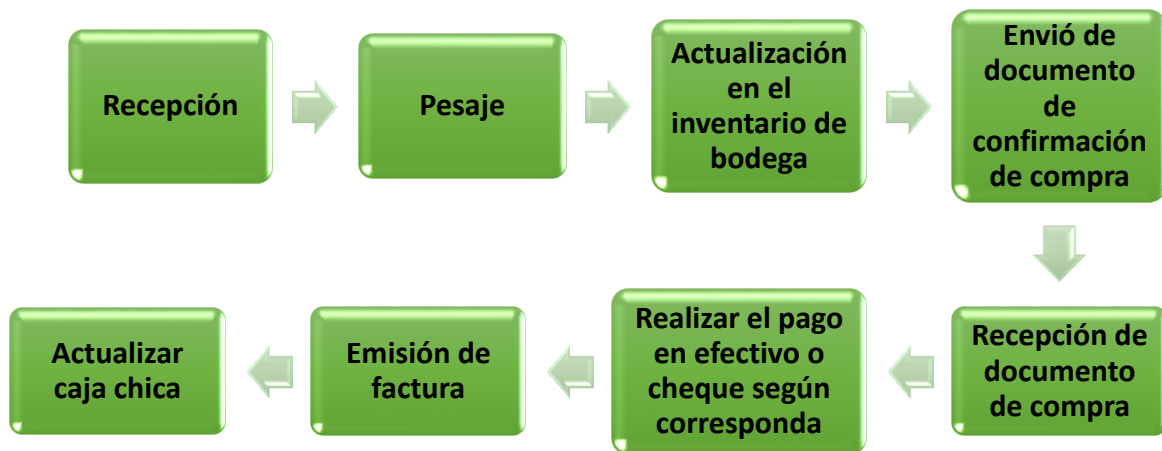 Recepción
Pesaje
Actualización
en el
inventario de
bodega
Envió de
documento
de
confirmación
de compra
Recepción de
documento
de compra
Realizar el pago
en efectivo o
cheque según
corresponda
Emisión de
factura
Actualizar
caja chica